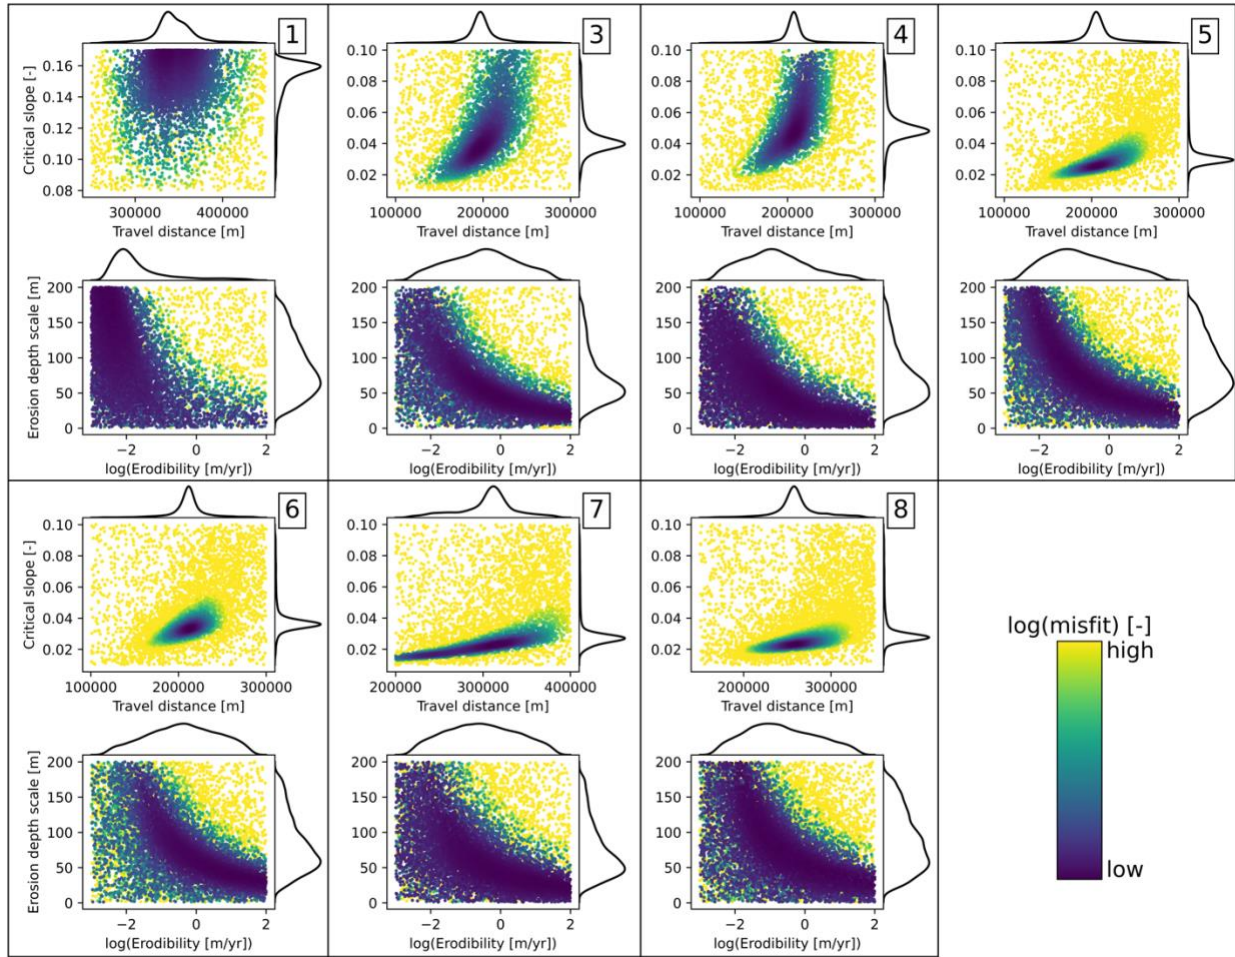 1
Critical slope [-]
0.16
0.14
0.12
0.10
0.08
300000 400000
Travel distance [m]
Erosion depth scale [m]
200
150
100
50
0
−2 0 2
log(Erodibility [m/yr])
3
0.10
0.08
0.06
0.04
0.02
100000 200000 300000
Travel distance [m]
200
150
100
50
0
−2 0 2
log(Erodibility [m/yr])
4
0.10
0.08
0.06
0.04
0.02
100000 200000 300000
Travel distance [m]
200
150
100
50
0
−2 0 2
log(Erodibility [m/yr])
5
0.10
0.08
0.06
0.04
0.02
100000 200000 300000
Travel distance [m]
200
150
100
50
0
−2 0 2
log(Erodibility [m/yr])
6
Critical slope [-]
0.10
0.08
0.06
0.04
0.02
100000 200000 300000
Travel distance [m]
Erosion depth scale [m]
200
150
100
50
0
−2 0 2
log(Erodibility [m/yr])
7
0.10
0.08
0.06
0.04
0.02
200000 300000 400000
Travel distance [m]
200
150
100
50
0
−2 0 2
log(Erodibility [m/yr])
8
0.10
0.08
0.06
0.04
0.02
200000 300000
Travel distance [m]
200
150
100
50
0
−2 0 2
log(Erodibility [m/yr])
log(misfit) [-]
high
low